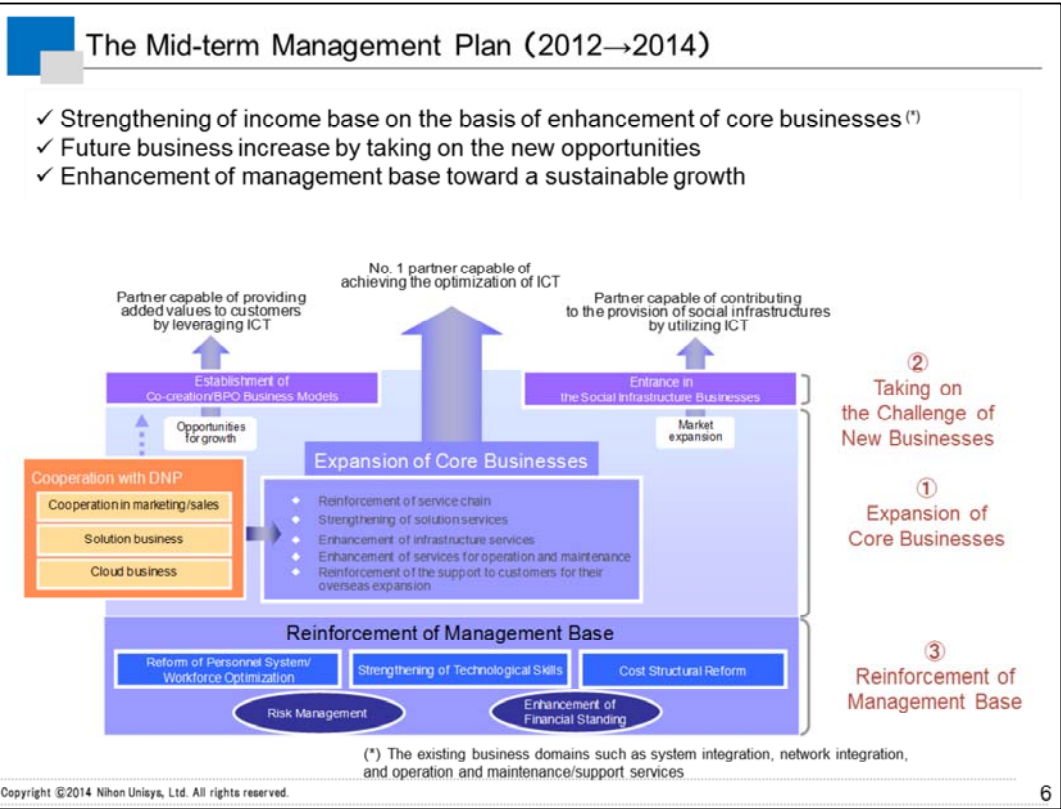 The Mid-term Management Plan (2012→2014)
✓ Strengthening of income base on the basis of enhancement of core businesses (*)
✓ Future business increase by taking on the new opportunities
✓ Enhancement of management base toward a sustainable growth
No. 1 partner capable of
achieving the optimization of ICT
Partner capable of providing
added values to customers
by leveraging ICT
Partner capable of contributing
to the provision of social infrastructures
by utilizing ICT
Establishment of
Co-creation/BPO Business Models
Entrance in
the Social Infrastructure Businesses
②
Taking on
the Challenge of
New Businesses
Opportunities
for growth
Market
expansion
Expansion of Core Businesses
Cooperation with DNP
Cooperation in marketing/sales
Solution business
Cloud business
◆ Reinforcement of service chain
◆ Strengthening of solution services
◆ Enhancement of infrastructure services
◆ Enhancement of services for operation and maintenance
◆ Reinforcement of the support to customers for their
overseas expansion
①
Expansion of
Core Businesses
Reinforcement of Management Base
Reform of Personnel System/
Workforce Optimization
Strengthening of Technological Skills
Cost Structural Reform
Risk Management
Enhancement of
Financial Standing
③
Reinforcement of
Management Base
(*) The existing business domains such as system integration, network integration,
and operation and maintenance/support services
Copyright ©2014 Nihon Unisys, Ltd. All rights reserved.
6